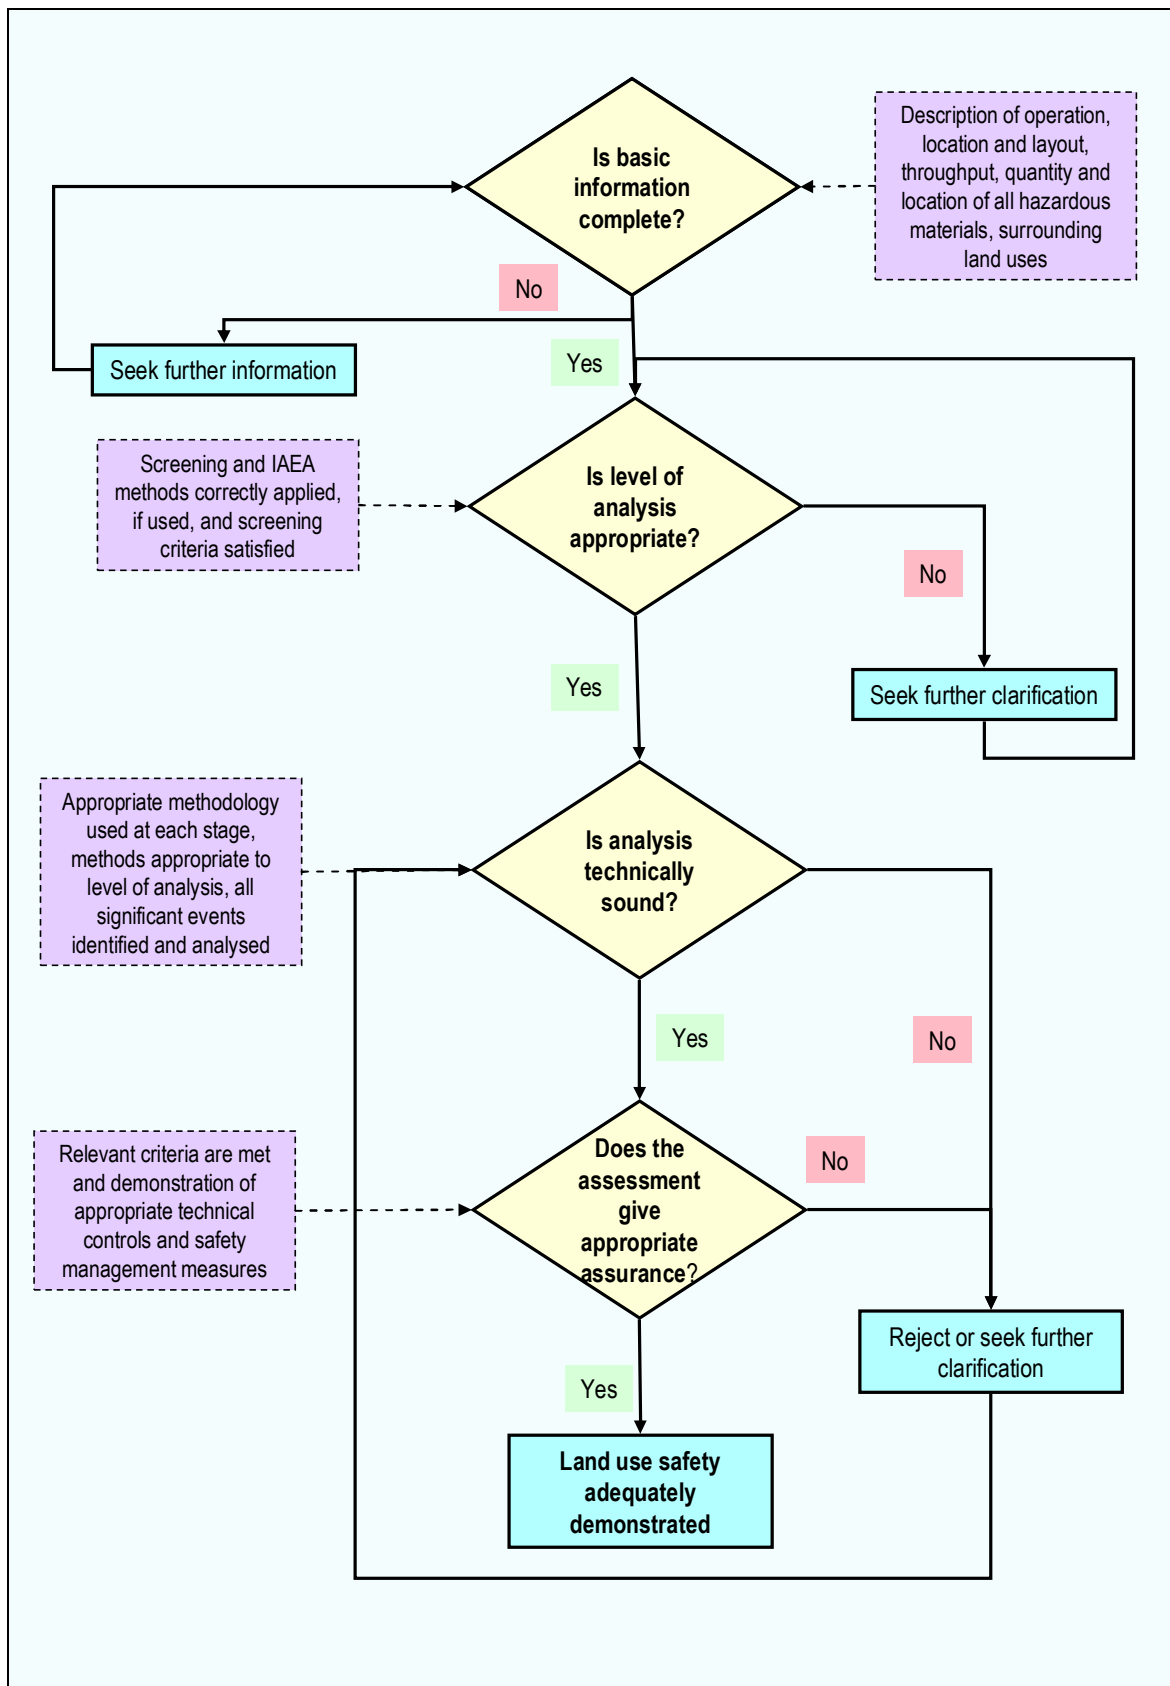 Is basic
information
complete?
Description of operation,
location and layout,
throughput, quantity and
location of all hazardous
materials, surrounding
land uses
No
Seek further information
Yes
Screening and IAEA
methods correctly applied,
if used, and screening
criteria satisfied
Is level of
analysis
appropriate?
No
Yes
Seek further clarification
Appropriate methodology
used at each stage,
methods appropriate to
level of analysis, all
significant events
identified and analysed
Is analysis
technically
sound?
Yes
No
Relevant criteria are met
and demonstration of
appropriate technical
controls and safety
management measures
Does the
assessment
give
appropriate
assurance?
No
Reject or seek further
clarification
Yes
Land use safety
adequately
demonstrated